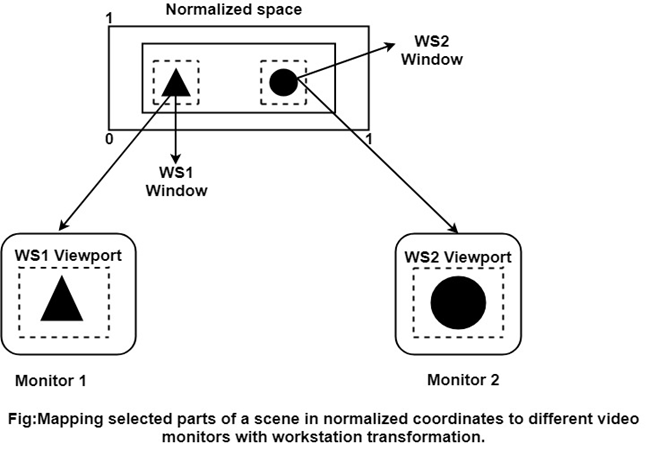 Normalized space
1
WS2
Window
0
1
WS1
Window
WS1 Viewport
WS2 Viewport
Monitor 1
Monitor 2
Fig:Mapping selected parts of a scene in normalized coordinates to different video
monitors with workstation transformation.